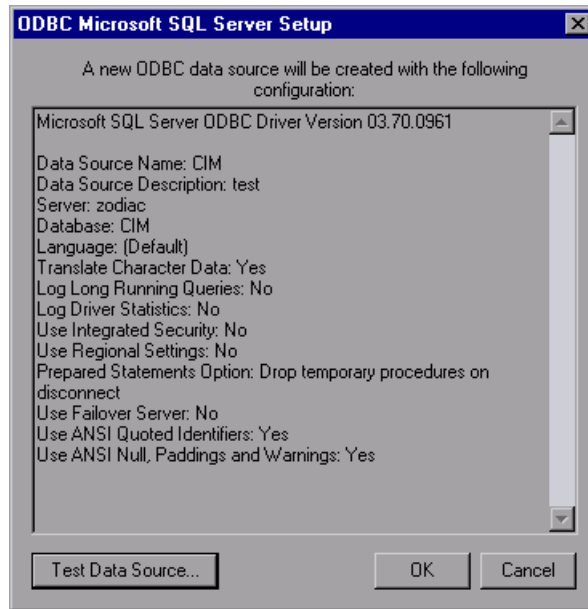 ODBC Microsoft SQL Server Setup
A new ODBC data source will be created with the following
configuration:
Microsoft SQL Server ODBC Driver Version 03.70.0961
Data Source Name: CIM
Data Source Description: test
Server: zodiac
Database: CIM
Language: (Default)
Translate Character Data: Yes
Log Long Running Queries: No
Log Driver Statistics: No
Use Integrated Security: No
Use Regional Settings: No
Prepared Statements Option: Drop temporary procedures on
disconnect
Use Failover Server: No
Use ANSI Quoted Identifiers: Yes
Use ANSI Null, Paddings and Warnings: Yes
Test Data Source...
OK
Cancel